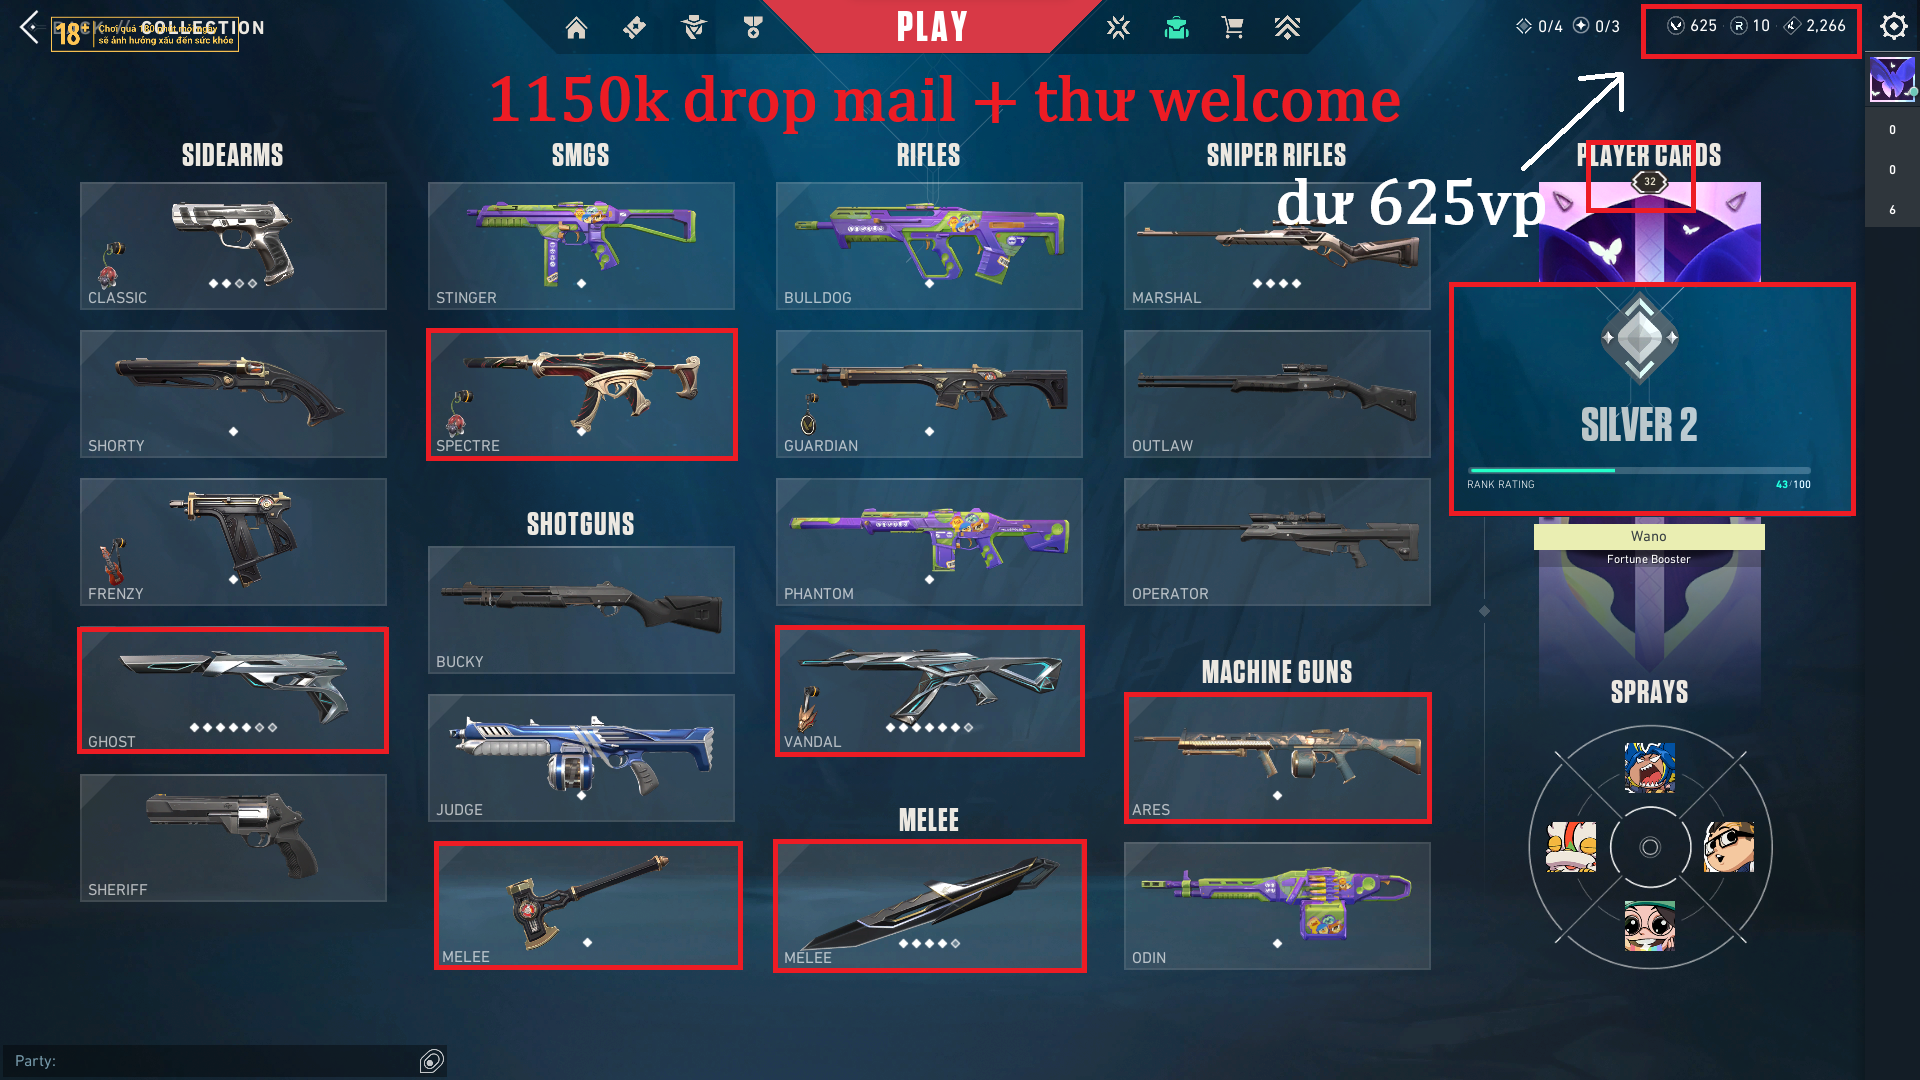 BACK // COLLECTION
18+
Chơi quá 180 phút một ngày
sẽ ảnh hưởng xấu đến sức khỏe
PLAY
0/4 0/3
625 10 2,266
1150k drop mail + thư welcome
dư 625vp
0
0
6
SIDEARMS
CLASSIC
SHORTY
FRENZY
GHOST
SHERIFF
SMGS
STINGER
SPECTRE
SHOTGUNS
BUCKY
JUDGE
MELEE
RIFLES
BULLDOG
GUARDIAN
PHANTOM
VANDAL
MELEE
MELEE
SNIPER RIFLES
MARSHAL
OUTLAW
OPERATOR
MACHINE GUNS
ARES
ODIN
PLAYER CARDS
32
SILVER 2
RANK RATING 43/100
Wano
Fortune Booster
SPRAYS
Party: